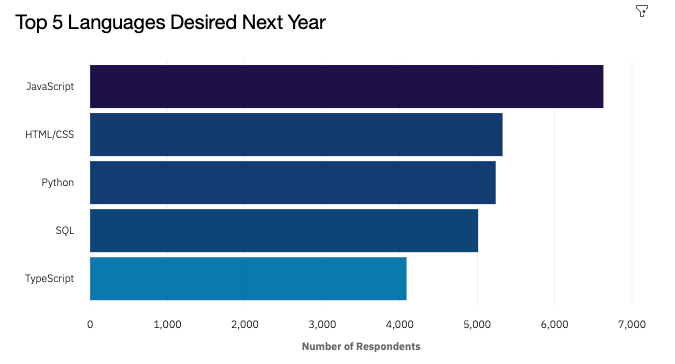 Top 5 Languages Desired Next Year
JavaScript
HTML/CSS
Python
SQL
TypeScript
0 1,000 2,000 3,000 4,000 5,000 6,000 7,000
Number of Respondents